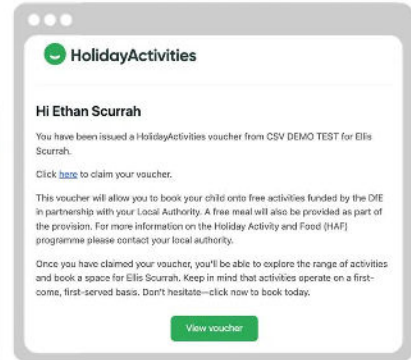 HolidayActivities
Hi Ethan Scurrah
You have been issued a HolidayActivities voucher from CSV DEMO TEST for Ellis
Scurrah.
Click here to claim your voucher.
This voucher will allow you to book your child onto free activities funded by the DfE
in partnership with your Local Authority. A free meal will also be provided as part of
the provision. For more information on the Holiday Activity and Food (HAF)
programme please contact your local authority.
Once you have claimed your voucher, you'll be able to explore the range of activities
and book a space for Ellis Scurrah. Keep in mind that activities operate on a first-
come, first-served basis. Don't hesitate—click now to book today.
View voucher